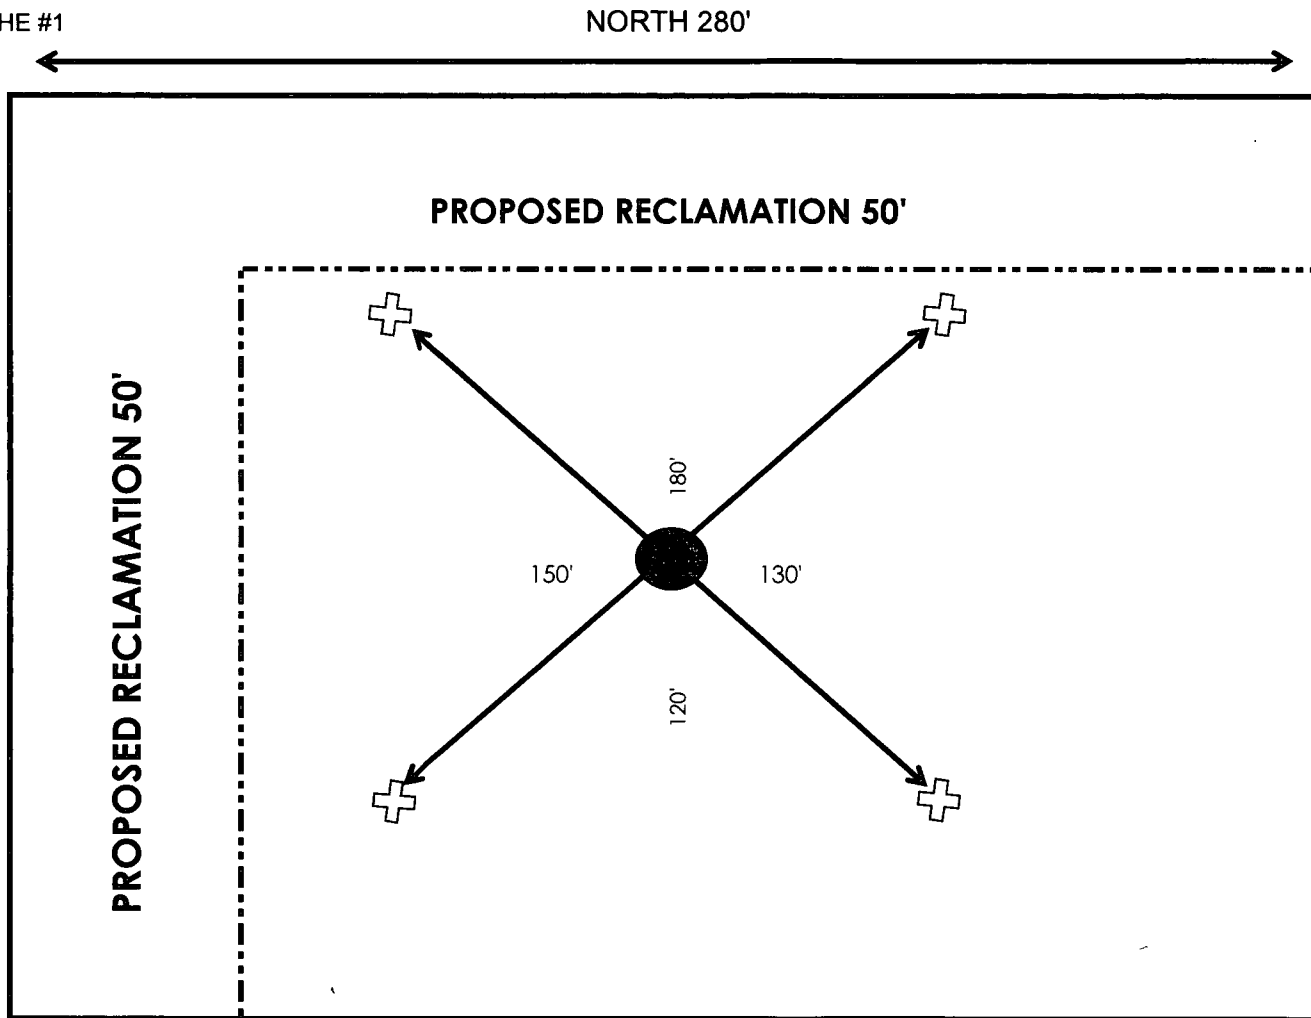 HE #1
NORTH 280'
PROPOSED RECLAMATION 50'
PROPOSED RECLAMATION 50'
180'
150'
130'
120'